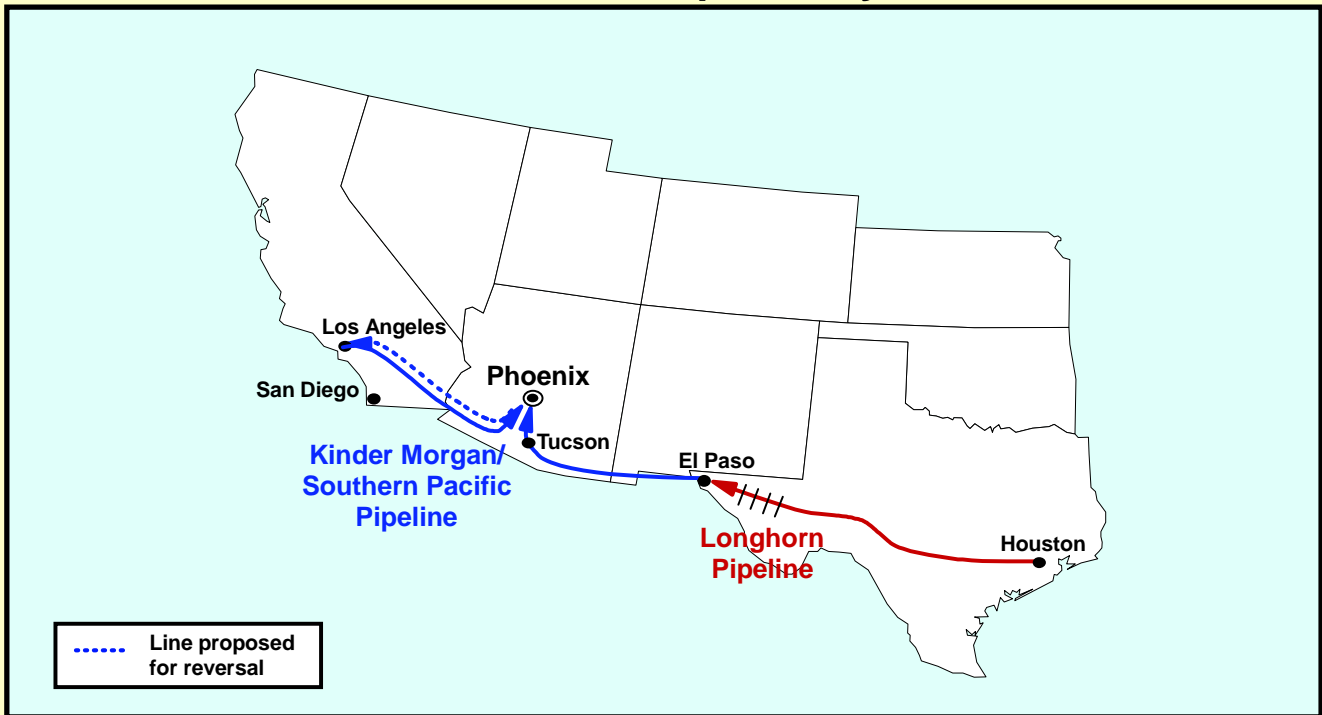 Los Angeles
San Diego
Phoenix
Tucson
Kinder Morgan/
Southern Pacific
Pipeline
El Paso
Longhorn
Pipeline
Houston
Line proposed
for reversal